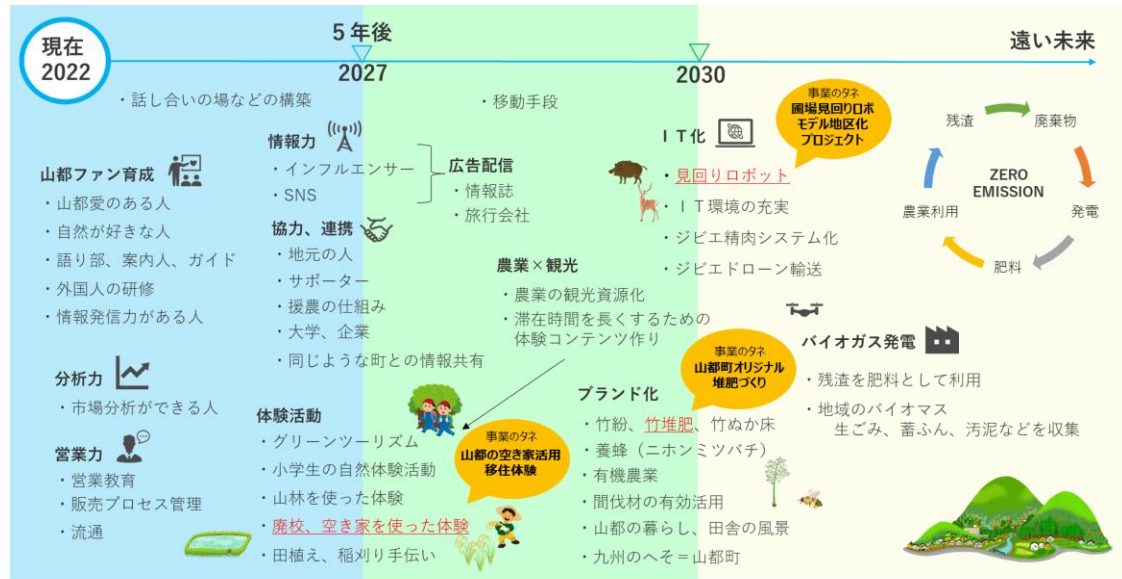 現在
2022
5年後
2027
2030
遠い未来
・話し合いの場などの構築
・移動手段
山都ファン育成
・山都愛のある人
・自然が好きな人
・語り部、案内人、ガイド
・外国人の研修
・情報発信力がある人
分析力
・市場分析ができる人
営業力
・営業教育
・販売プロセス管理
・流通
情報力
・インフルエンサー
・SNS
広告配信
・情報誌
・旅行会社
協力、連携
・地元の人
・サポーター
・援農の仕組み
・大学、企業
・同じような町との情報共有
体験活動
・グリーンツーリズム
・小学生の自然体験活動
・山林を使った体験
・廃校、空き家を使った体験
・田植え、稲刈り手伝い
事業のタネ
山都の空き家活用
移住体験
農業×観光
・農業の観光資源化
・滞在時間を長くするための
体験コンテンツ作り
ＩＴ化
・見回りロボット
・ＩＴ環境の充実
・ジビエ精肉システム化
・ジビエドローン輸送
事業のタネ
圃場見回りロボ
モデル地区化
プロジェクト
事業のタネ
山都町オリジナル
堆肥づくり
ブランド化
・竹紛、竹堆肥、竹ぬか床
・養蜂（ニホンミツバチ）
・有機農業
・間伐材の有効活用
・山都の暮らし、田舎の風景
・九州のへそ＝山都町
残渣
廃棄物
ZERO
EMISSION
農業利用
発電
肥料
バイオガス発電
・残渣を肥料として利用
・地域のバイオマス
生ごみ、蓄ふん、汚泥などを収集